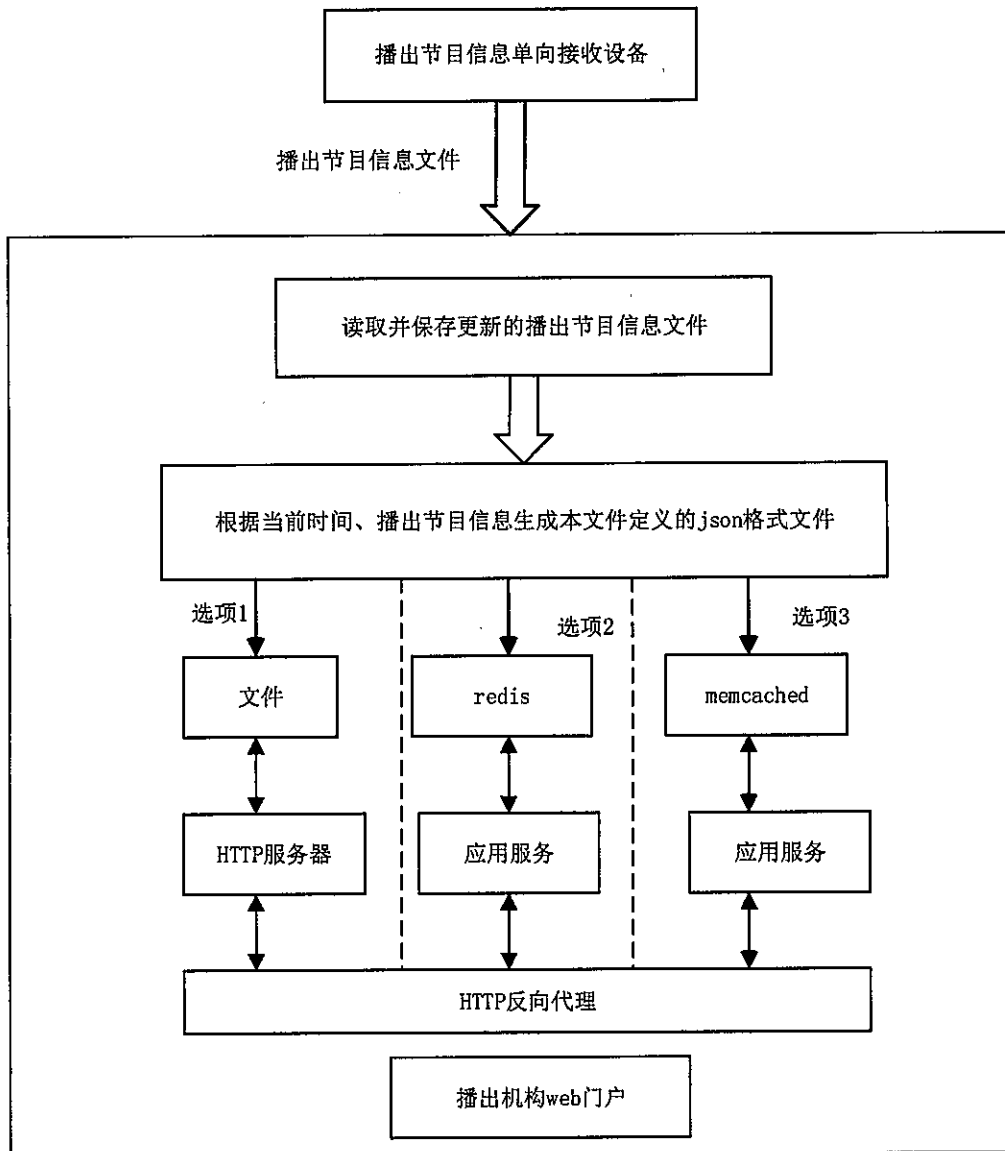 播出节目信息单向接收设备
播出节目信息文件
读取并保存更新的播出节目信息文件
根据当前时间、播出节目信息生成本文件定义的json格式文件
选项1
选项2
选项3
文件
redis
memcached
HTTP服务器
应用服务
应用服务
HTTP反向代理
播出机构web门户